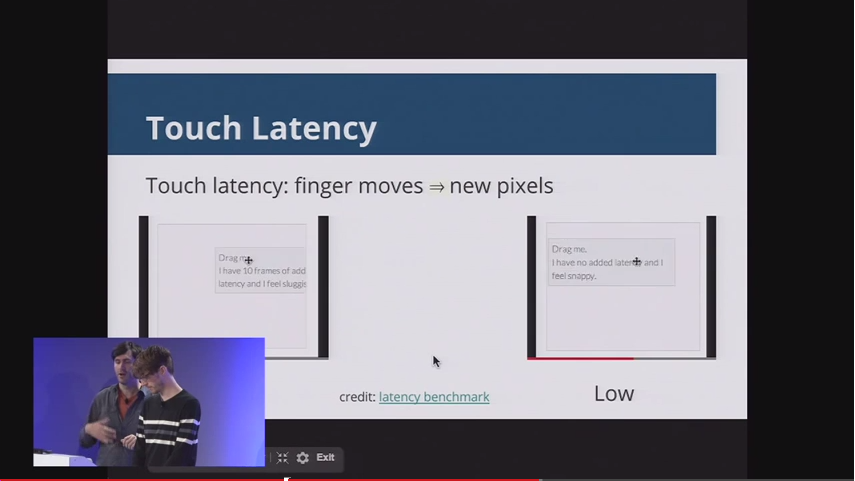 Touch Latency
Touch latency: finger moves ⇒ new pixels
Drag me.
I have 10 frames of add
latency and I feel sluggis
Drag me.
I have no added latency and I
feel snappy.
credit: latency benchmark
Low
Exit